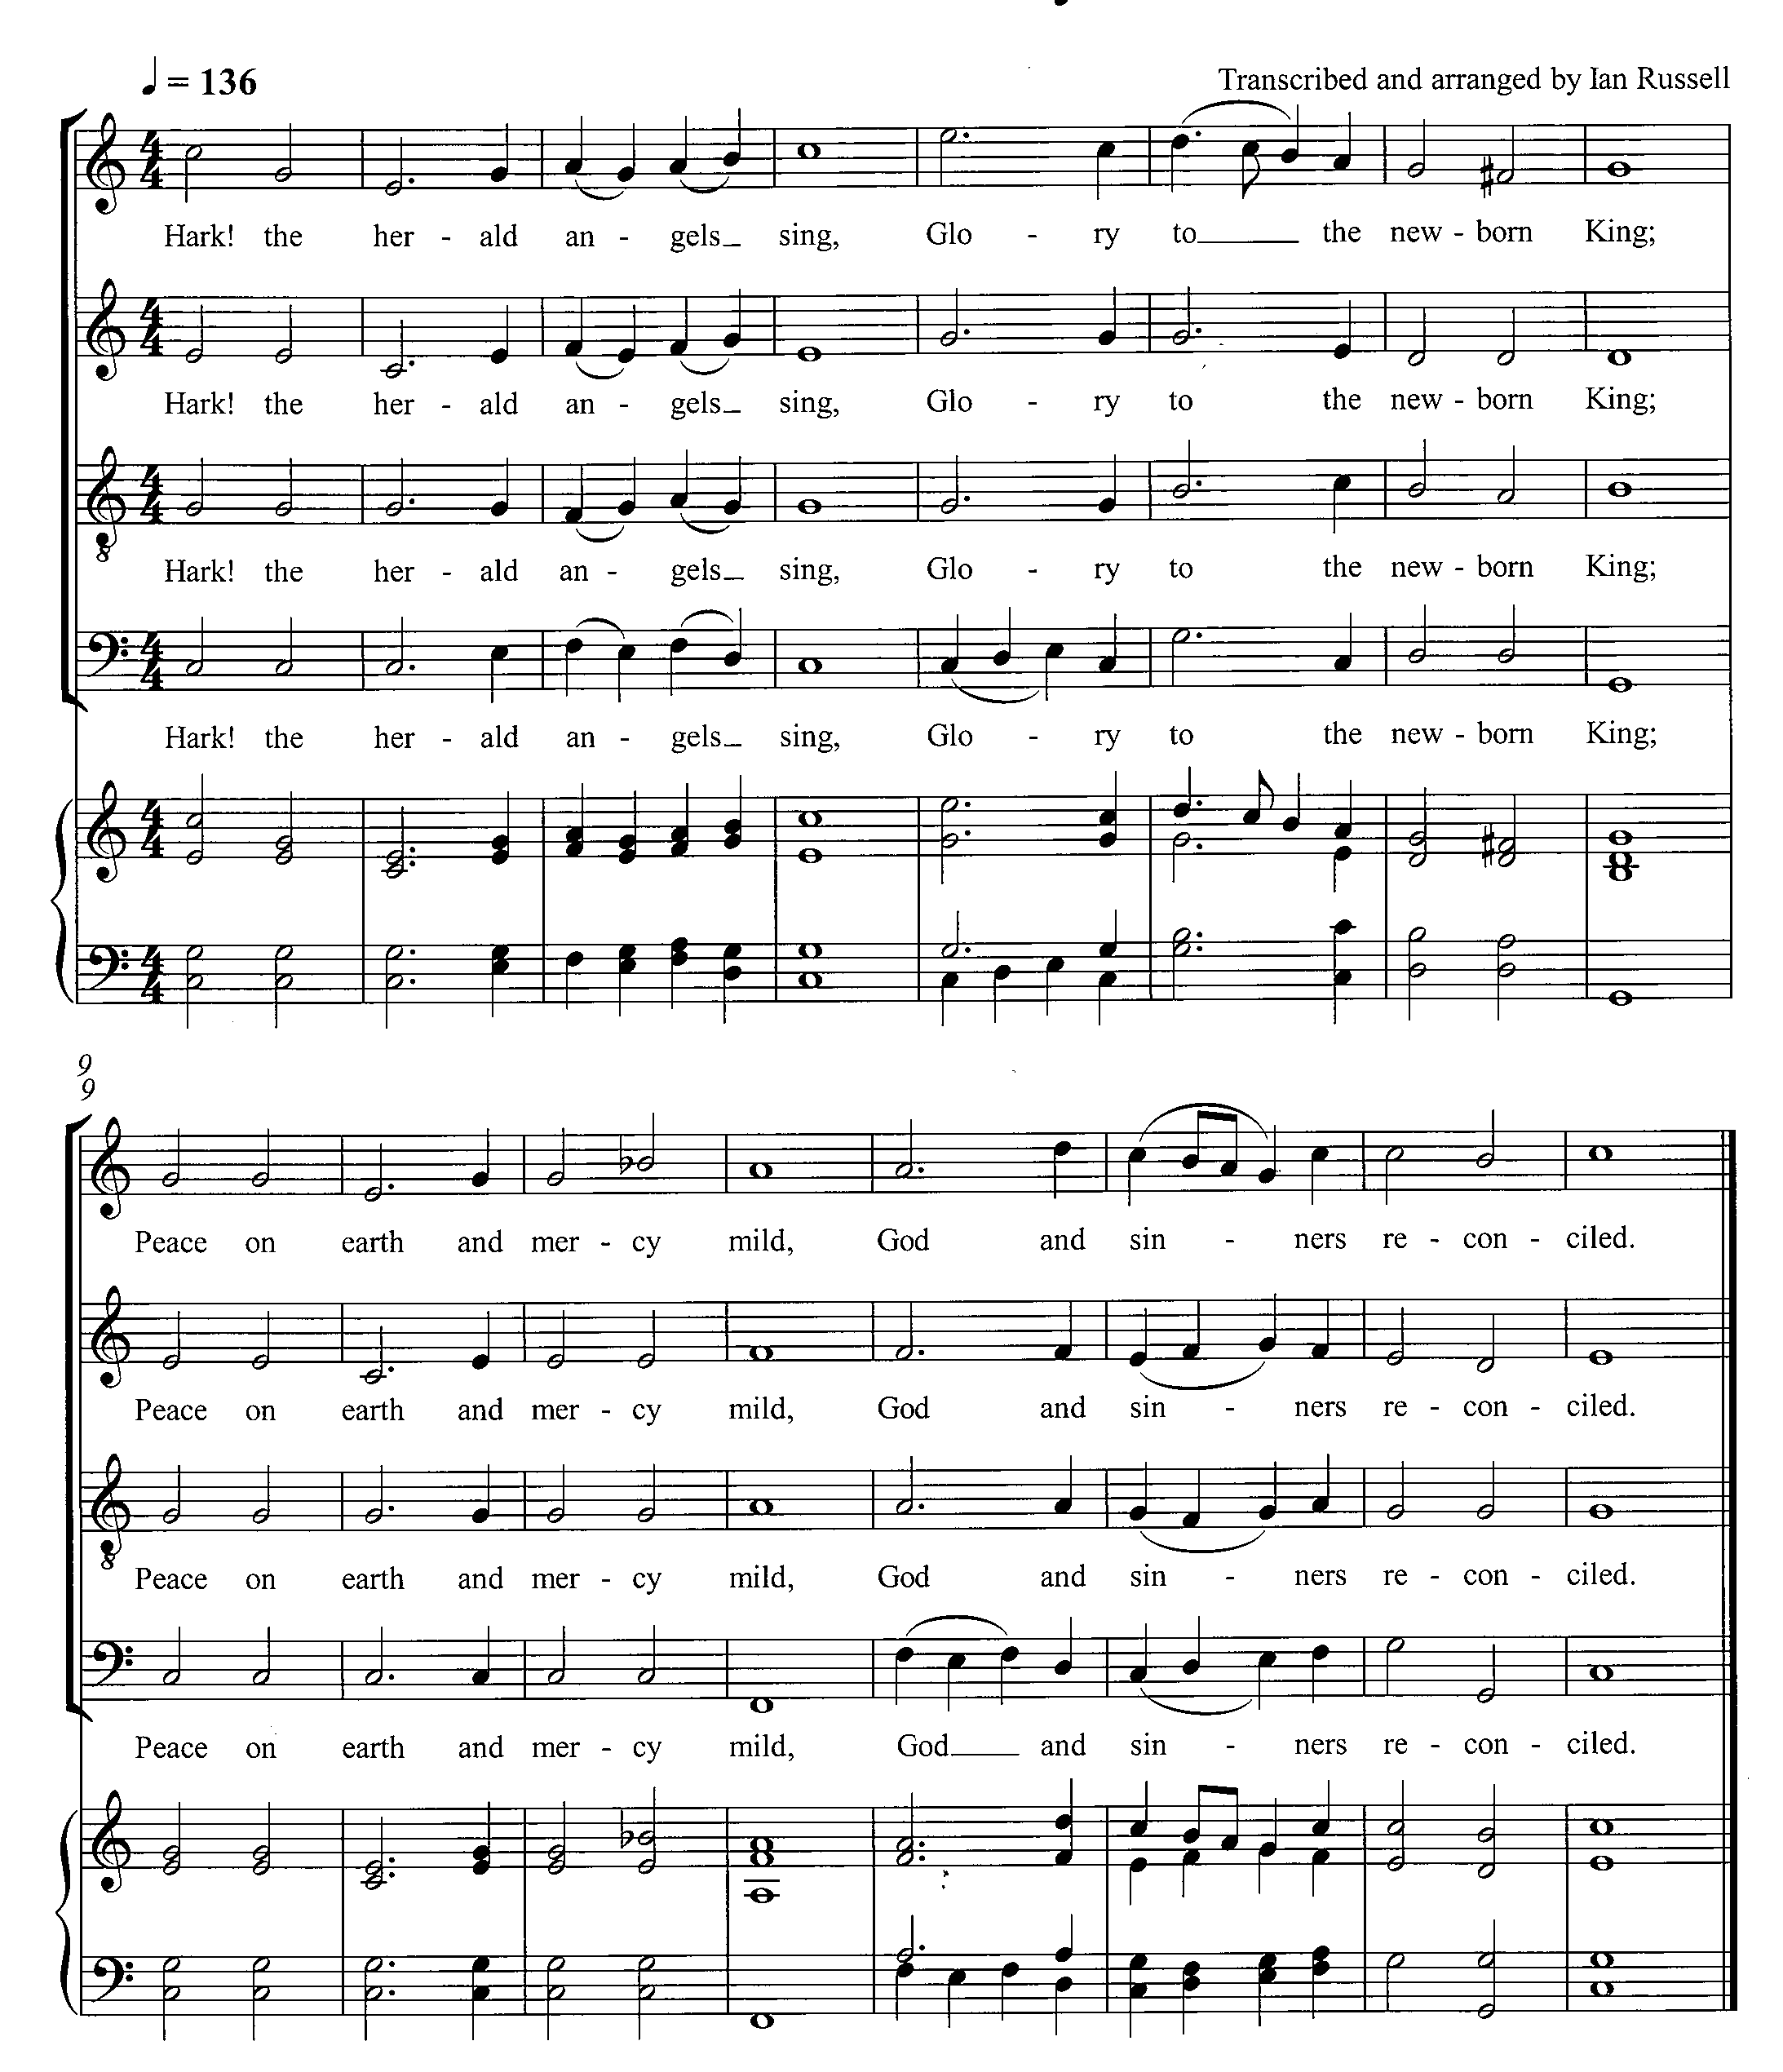 ♩ = 136
Transcribed and arranged by Ian Russell
Hark! the her - ald an - gels_ sing, Glo - ry to___ the new - born King;
Hark! the her - ald an - gels_ sing, Glo - ry to the new - born King;
Hark! the her - ald an - gels_ sing, Glo - ry to the new - born King;
Hark! the her - ald an - gels_ sing, Glo - ry to the new - born King;
9
9
Peace on earth and mer - cy mild, God and sin - ners re - con - ciled.
Peace on earth and mer - cy mild, God and sin - ners re - con - ciled.
Peace on earth and mer - cy mild, God and sin - ners re - con - ciled.
Peace on earth and mer - cy mild, God___ and sin - ners re - con - ciled.